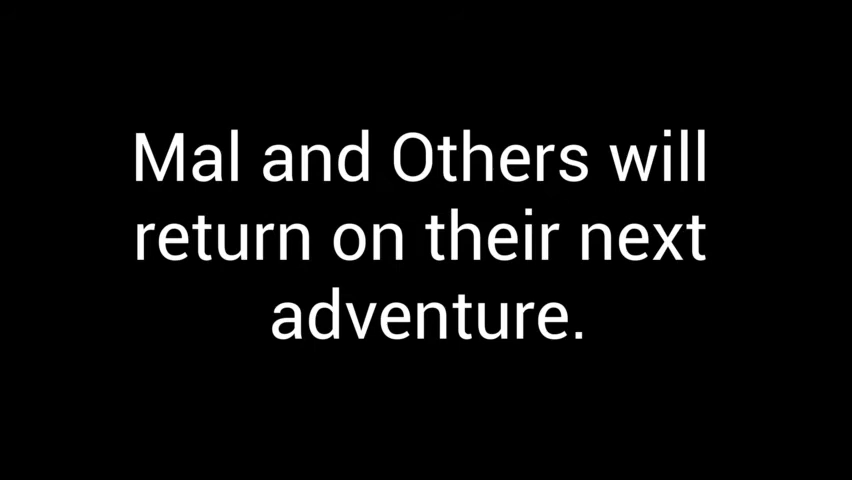 Mal and Others will
return on their next
adventure.